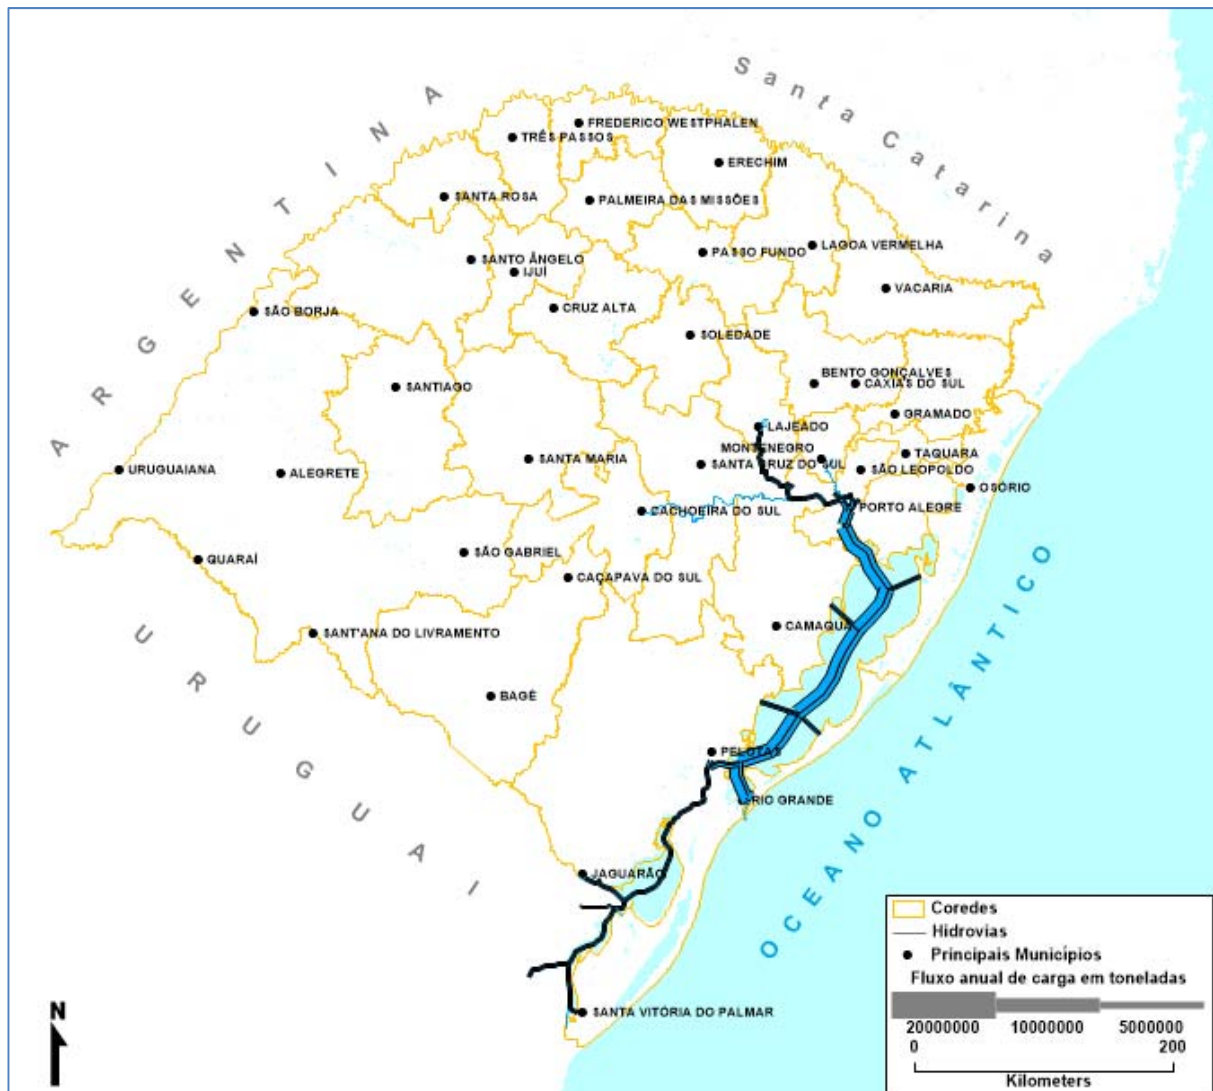 Santa Catarina
ARGENTINA
FREDERICO WESTPHALEN
TRÊS PASSOS
ERECHIM
SANTA ROSA
PALMEIRA DAS MISSÕES
LAGOA VERMELHA
PASSO FUNDO
SANTO ÂNGELO
IJUÍ
VACARIA
SÃO BORJA
CRUZ ALTA
SOLEDADE
BENTO GONÇALVES
SANTIAGO
CAXIAS DO SUL
GRAMADO
LAJEADO
MONTENEGRO
TAQUARA
URUGUAIANA
ALEGRETE
SANTA MARIA
SANTA CRUZ DO SUL
SÃO LEOPOLDO
OSÓRIO
CACHOEIRA DO SUL
PORTO ALEGRE
QUARAÍ
SÃO GABRIEL
CAÇAPAVA DO SUL
SANT'ANA DO LIVRAMENTO
CAMAQUÃ
URUGUAI
BAGÉ
OCEANO ATLÂNTICO
PELOTAS
RIO GRANDE
JAGUARÃO
SANTA VITÓRIA DO PALMAR
N
Coredes
Hidrovias
Principais Municípios
Fluxo anual de carga em toneladas
20000000 10000000 5000000
0 200
Kilometers